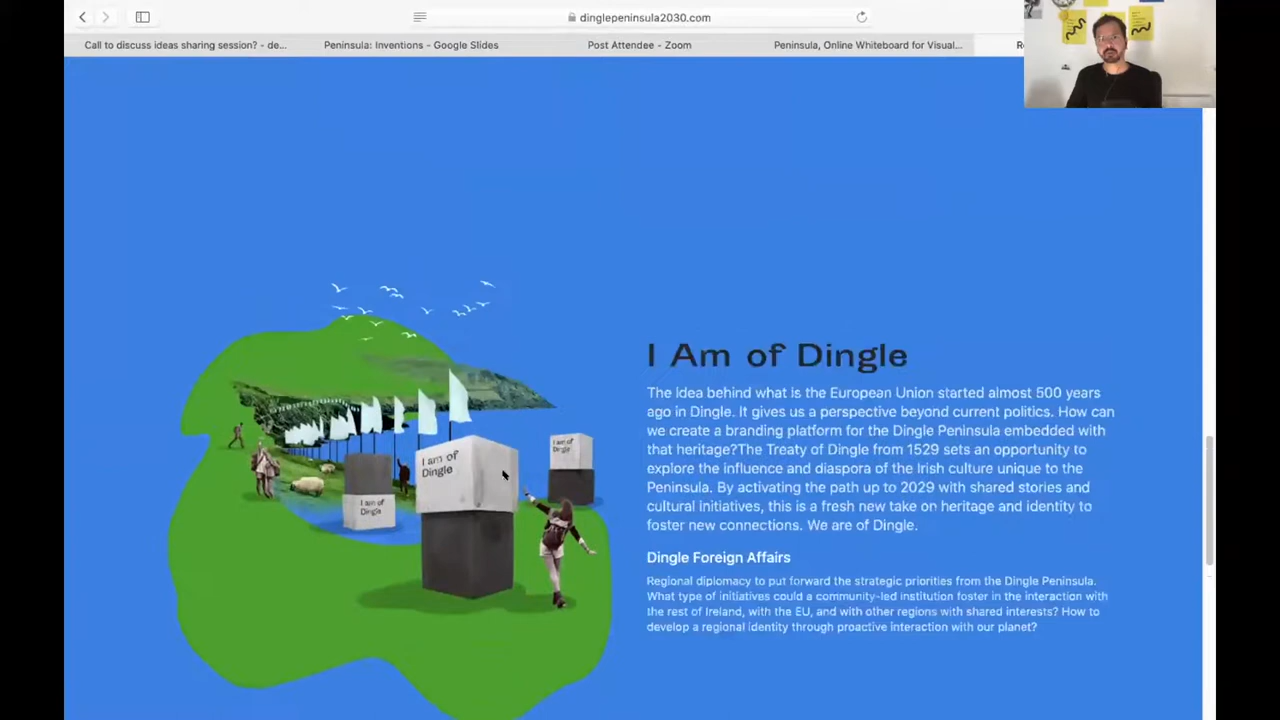 dinglepeninsula2030.com
Call to discuss ideas sharing session? - de...
Peninsula: Inventions - Google Slides
Post Attendee - Zoom
Peninsula, Online Whiteboard for Visual...
I Am of Dingle
The Idea behind what is the European Union started almost 500 years
ago in Dingle. It gives us a perspective beyond current politics. How can
we create a branding platform for the Dingle Peninsula embedded with
that heritage?The Treaty of Dingle from 1529 sets an opportunity to
explore the influence and diaspora of the Irish culture unique to the
Peninsula. By activating the path up to 2029 with shared stories and
cultural initiatives, this is a fresh new take on heritage and identity to
foster new connections. We are of Dingle.
Dingle Foreign Affairs
Regional diplomacy to put forward the strategic priorities from the Dingle Peninsula.
What type of initiatives could a community-led institution foster in the interaction with
the rest of Ireland, with the EU, and with other regions with shared interests? How to
develop a regional identity through proactive interaction with our planet?
I am of
Dingle
I am of
Dingle
I am of
Dingle